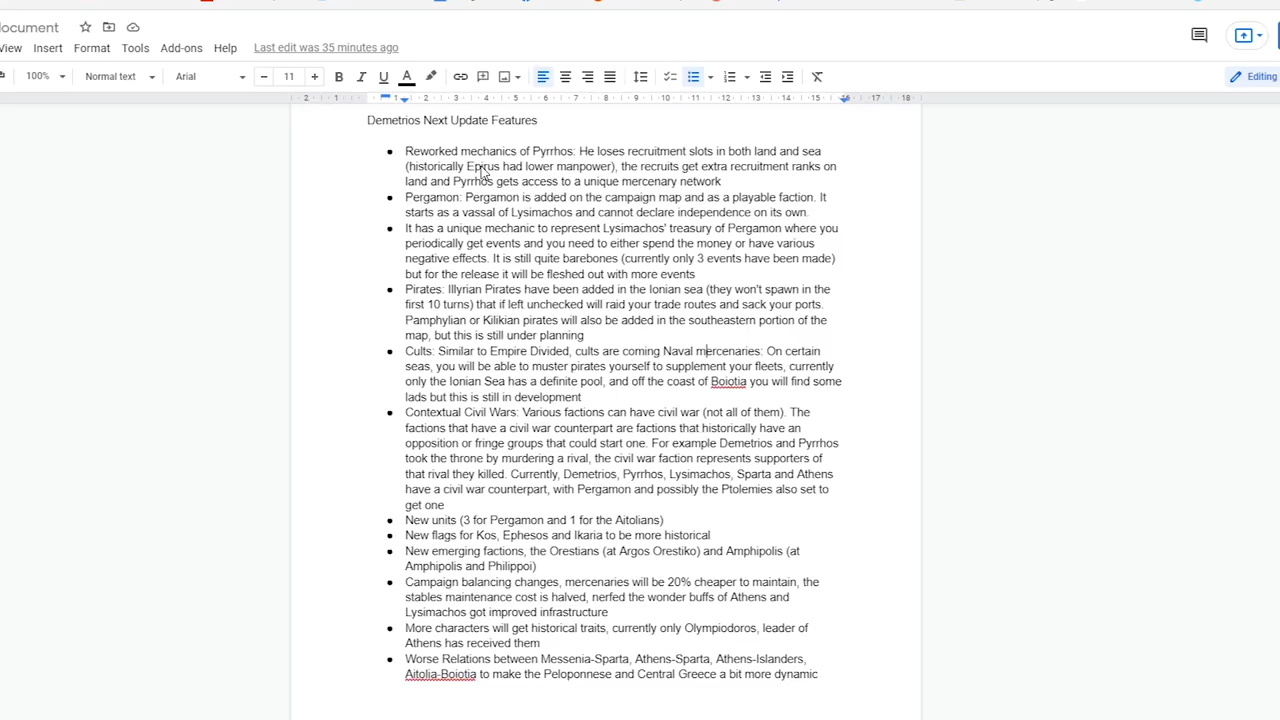 ocument
View Insert Format Tools Add-ons Help Last edit was 35 minutes ago
100% Normal text Arial 11 B I U A Editing
2 1 1 2 3 4 5 6 7 8 9 10 11 12 13 14 15 16 17 18
Demetrios Next Update Features
● Reworked mechanics of Pyrrhos: He loses recruitment slots in both land and sea
(historically Epirus had lower manpower), the recruits get extra recruitment ranks on
land and Pyrrhos gets access to a unique mercenary network
● Pergamon: Pergamon is added on the campaign map and as a playable faction. It
starts as a vassal of Lysimachos and cannot declare independence on its own.
● It has a unique mechanic to represent Lysimachos' treasury of Pergamon where you
periodically get events and you need to either spend the money or have various
negative effects. It is still quite barebones (currently only 3 events have been made)
but for the release it will be fleshed out with more events
● Pirates: Illyrian Pirates have been added in the Ionian sea (they won't spawn in the
first 10 turns) that if left unchecked will raid your trade routes and sack your ports.
Pamphylian or Kilikian pirates will also be added in the southeastern portion of the
map, but this is still under planning
● Cults: Similar to Empire Divided, cults are coming Naval mercenaries: On certain
seas, you will be able to muster pirates yourself to supplement your fleets, currently
only the Ionian Sea has a definite pool, and off the coast of Boiotia you will find some
lads but this is still in development
● Contextual Civil Wars: Various factions can have civil war (not all of them). The
factions that have a civil war counterpart are factions that historically have an
opposition or fringe groups that could start one. For example Demetrios and Pyrrhos
took the throne by murdering a rival, the civil war faction represents supporters of
that rival they killed. Currently, Demetrios, Pyrrhos, Lysimachos, Sparta and Athens
have a civil war counterpart, with Pergamon and possibly the Ptolemies also set to
get one
● New units (3 for Pergamon and 1 for the Aitolians)
● New flags for Kos, Ephesos and Ikaria to be more historical
● New emerging factions, the Orestians (at Argos Orestiko) and Amphipolis (at
Amphipolis and Philippoi)
● Campaign balancing changes, mercenaries will be 20% cheaper to maintain, the
stables maintenance cost is halved, nerfed the wonder buffs of Athens and
Lysimachos got improved infrastructure
● More characters will get historical traits, currently only Olympiodoros, leader of
Athens has received them
● Worse Relations between Messenia-Sparta, Athens-Sparta, Athens-Islanders,
Aitolia-Boiotia to make the Peloponnese and Central Greece a bit more dynamic